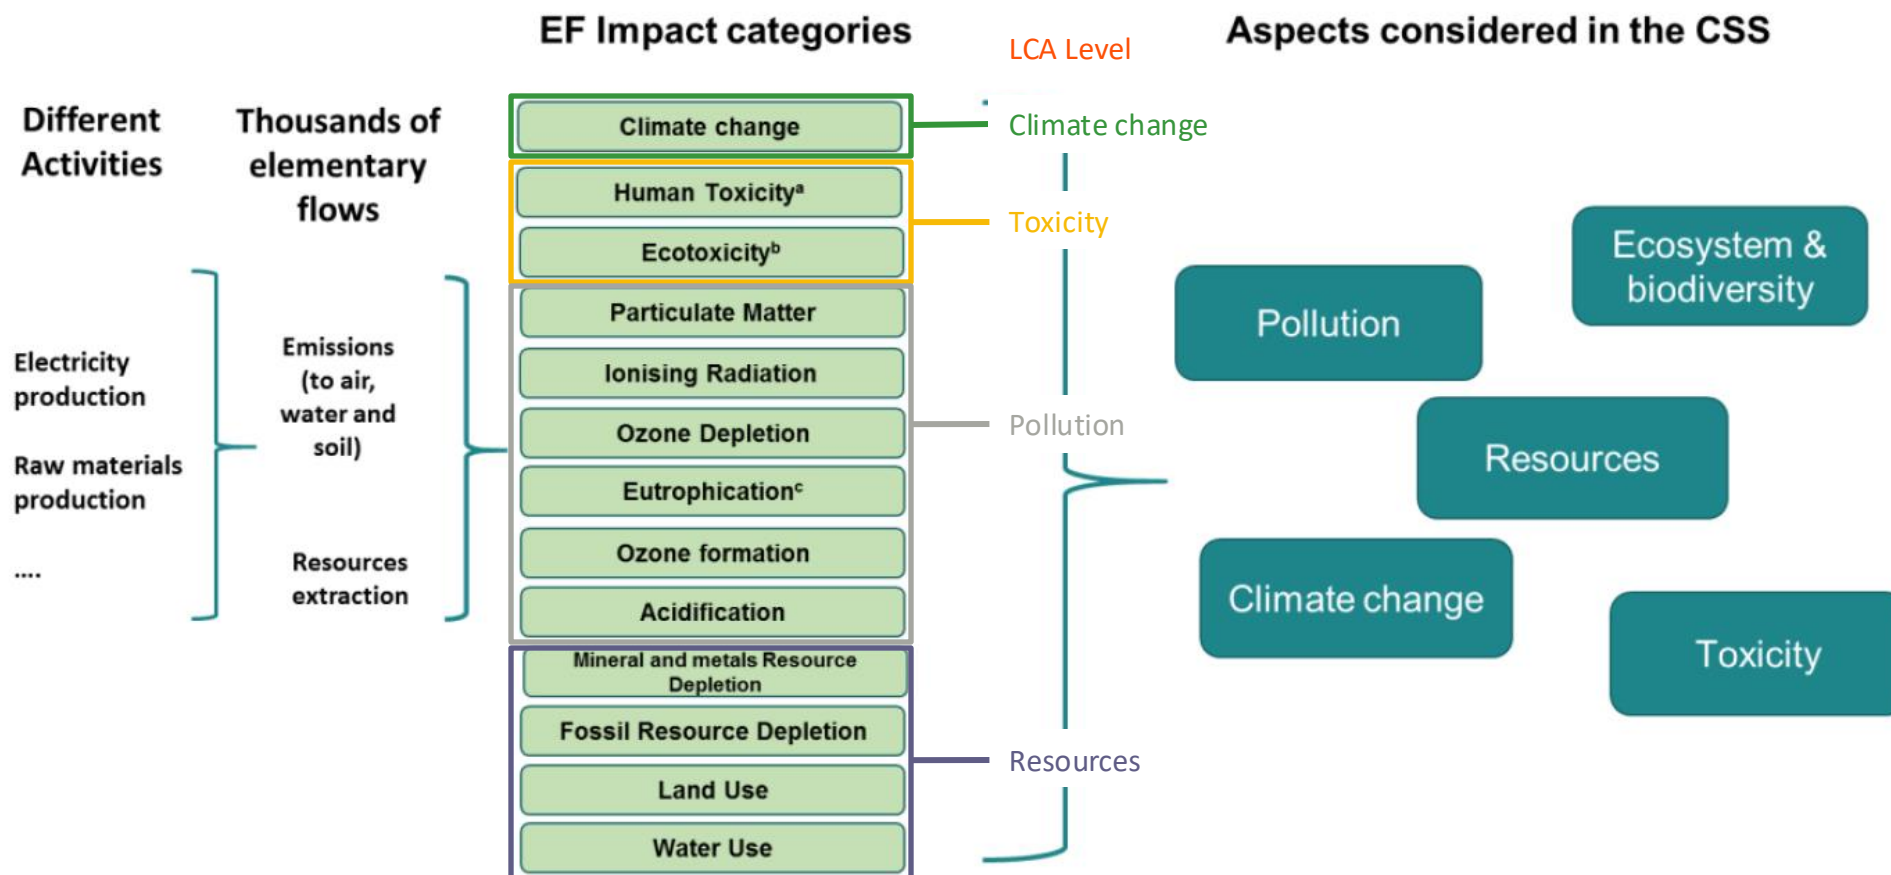 EF Impact categories
LCA Level
Aspects considered in the CSS
Different
Activities
Thousands of
elementary
flows
Electricity
production
Raw materials
production
....
Emissions
(to air,
water and
soil)
Resources
extraction
Climate change
Human Toxicityᵃ
Ecotoxicityᵇ
Particulate Matter
Ionising Radiation
Ozone Depletion
Eutrophicationᶜ
Ozone formation
Acidification
Mineral and metals Resource
Depletion
Fossil Resource Depletion
Land Use
Water Use
Climate change
Toxicity
Pollution
Resources
Ecosystem &
biodiversity
Pollution
Resources
Climate change
Toxicity